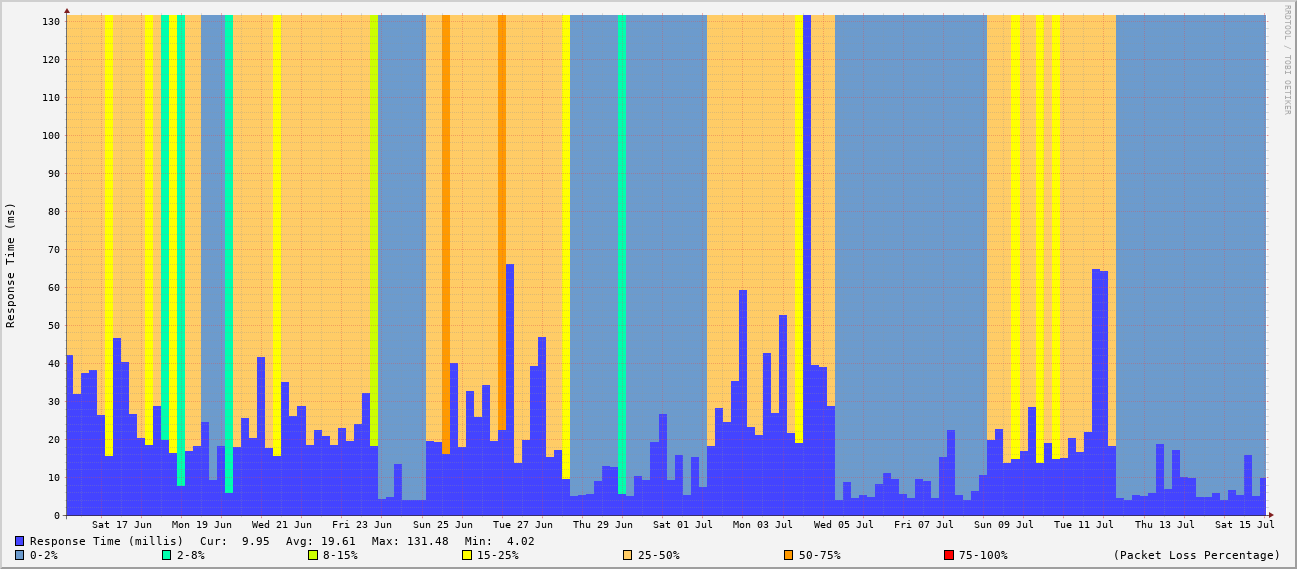 RRDTOOL / TOBI OETIKER
Response Time (ms)
130
120
110
100
90
80
70
60
50
40
30
20
10
0
Sat 17 Jun Mon 19 Jun Wed 21 Jun Fri 23 Jun Sun 25 Jun Tue 27 Jun Thu 29 Jun Sat 01 Jul Mon 03 Jul Wed 05 Jul Fri 07 Jul Sun 09 Jul Tue 11 Jul Thu 13 Jul Sat 15 Jul
Response Time (millis) Cur: 9.95 Avg: 19.61 Max: 131.48 Min: 4.02
0-2% 2-8% 8-15% 15-25% 25-50% 50-75% 75-100% (Packet Loss Percentage)